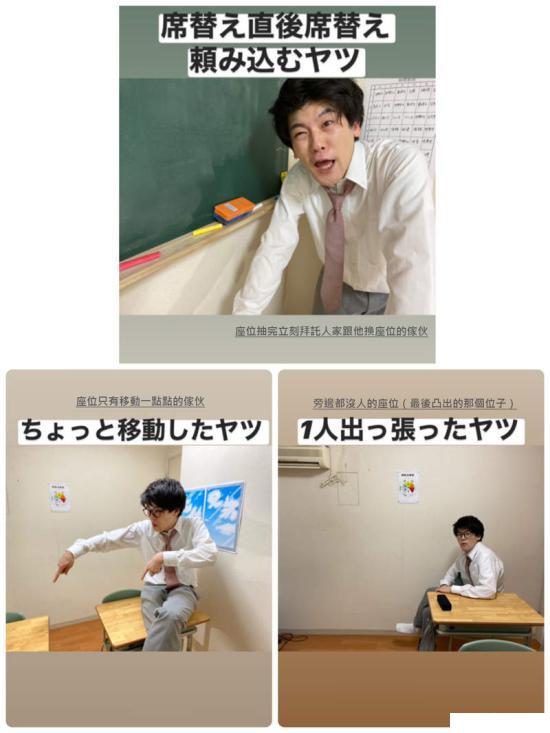 席替え直後席替え
頼み込むヤツ
座位抽完立刻拜託人家跟他換座位的傢伙
座位只有移動一點點的傢伙
ちょっと移動したヤツ
旁邊都沒人的座位（最後凸出的那個位子）
1人出っ張ったヤツ